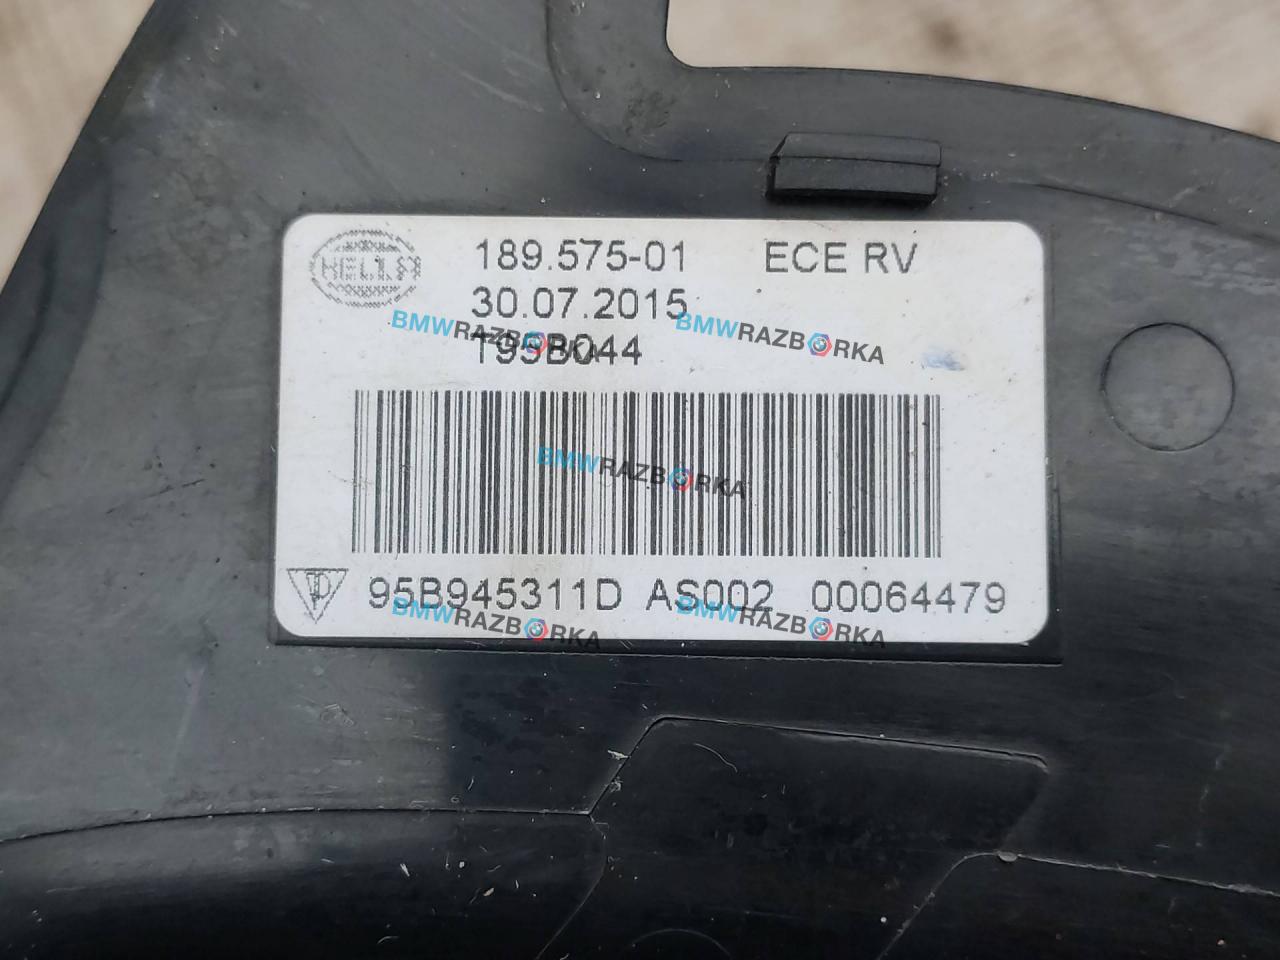 HELLA
189.575-01 ECE RV
30.07.2015
BMWRAZBORKA BMWRAZBORKA
T95B044
BMWRAZBORKA
95B945311D AS002 00064479
BMWRAZBORKA BMWRAZBORKA